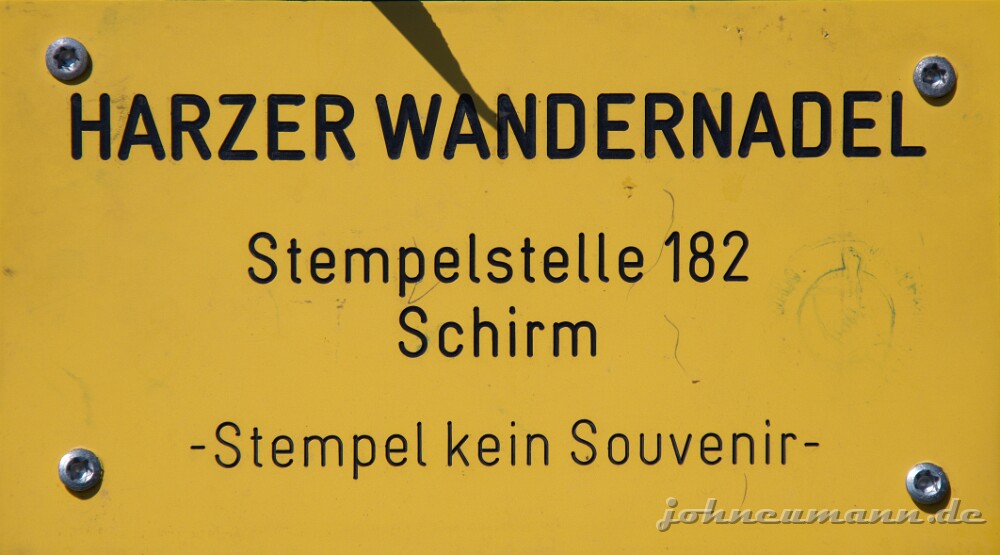 HARZER WANDERNADEL
Stempelstelle 182
Schirm
-Stempel kein Souvenir-
johneumann.de